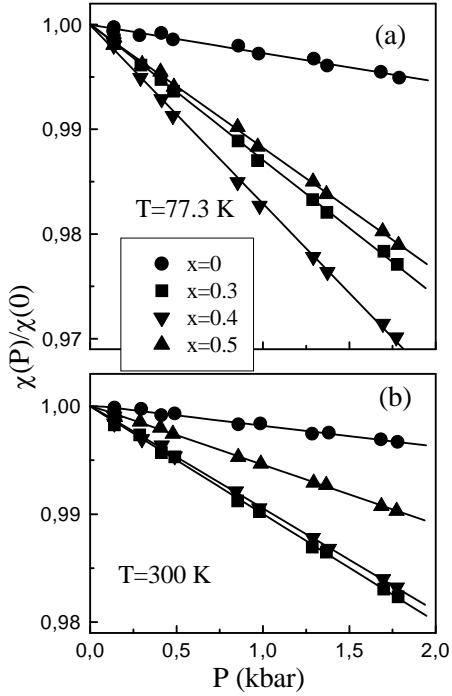 1,00
(a)
0,99
T=77.3 K
0,98
x=0
x=0.3
x=0.4
x=0.5
0,97
χ(P)/χ(0)
1,00
(b)
0,99
T=300 K
0,98
0,0 0,5 1,0 1,5 2,0
P (kbar)